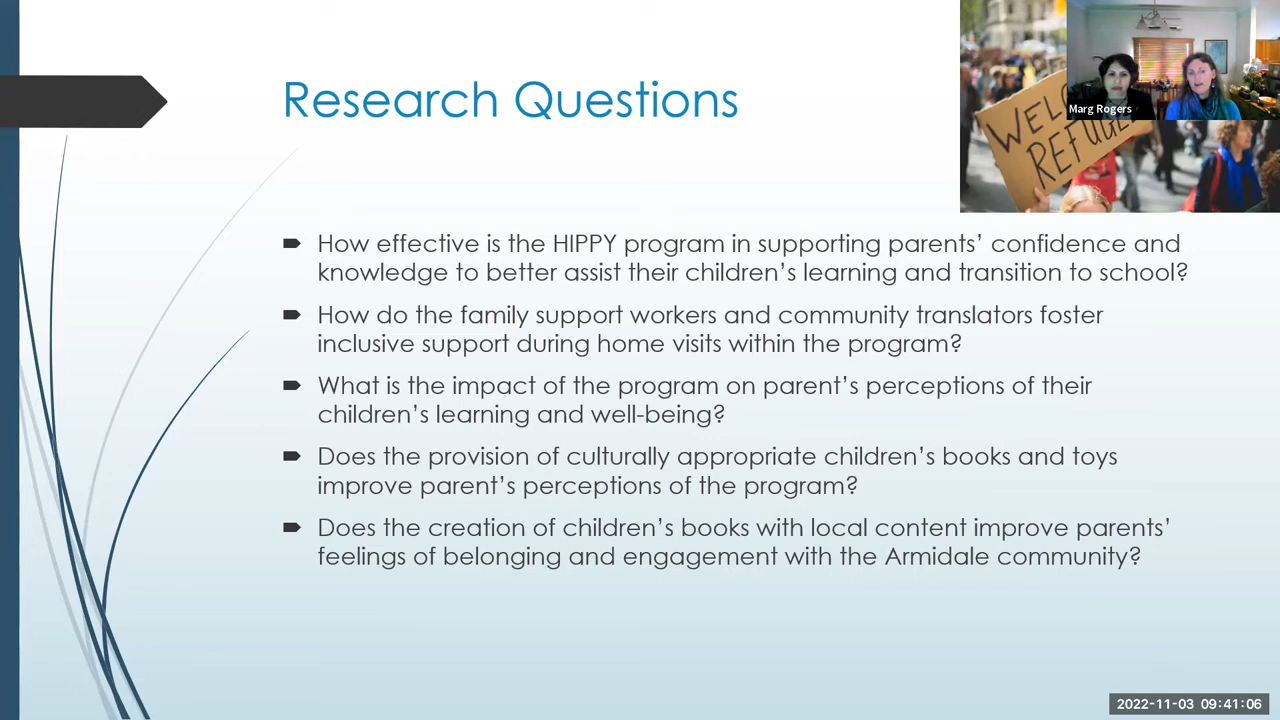 Research Questions
WELC
REFUGE
Marg Rogers
How effective is the HIPPY program in supporting parents’ confidence and
knowledge to better assist their children’s learning and transition to school?
How do the family support workers and community translators foster
inclusive support during home visits within the program?
What is the impact of the program on parent’s perceptions of their
children’s learning and well-being?
Does the provision of culturally appropriate children’s books and toys
improve parent’s perceptions of the program?
Does the creation of children’s books with local content improve parents’
feelings of belonging and engagement with the Armidale community?
2022-11-03 09:41:06